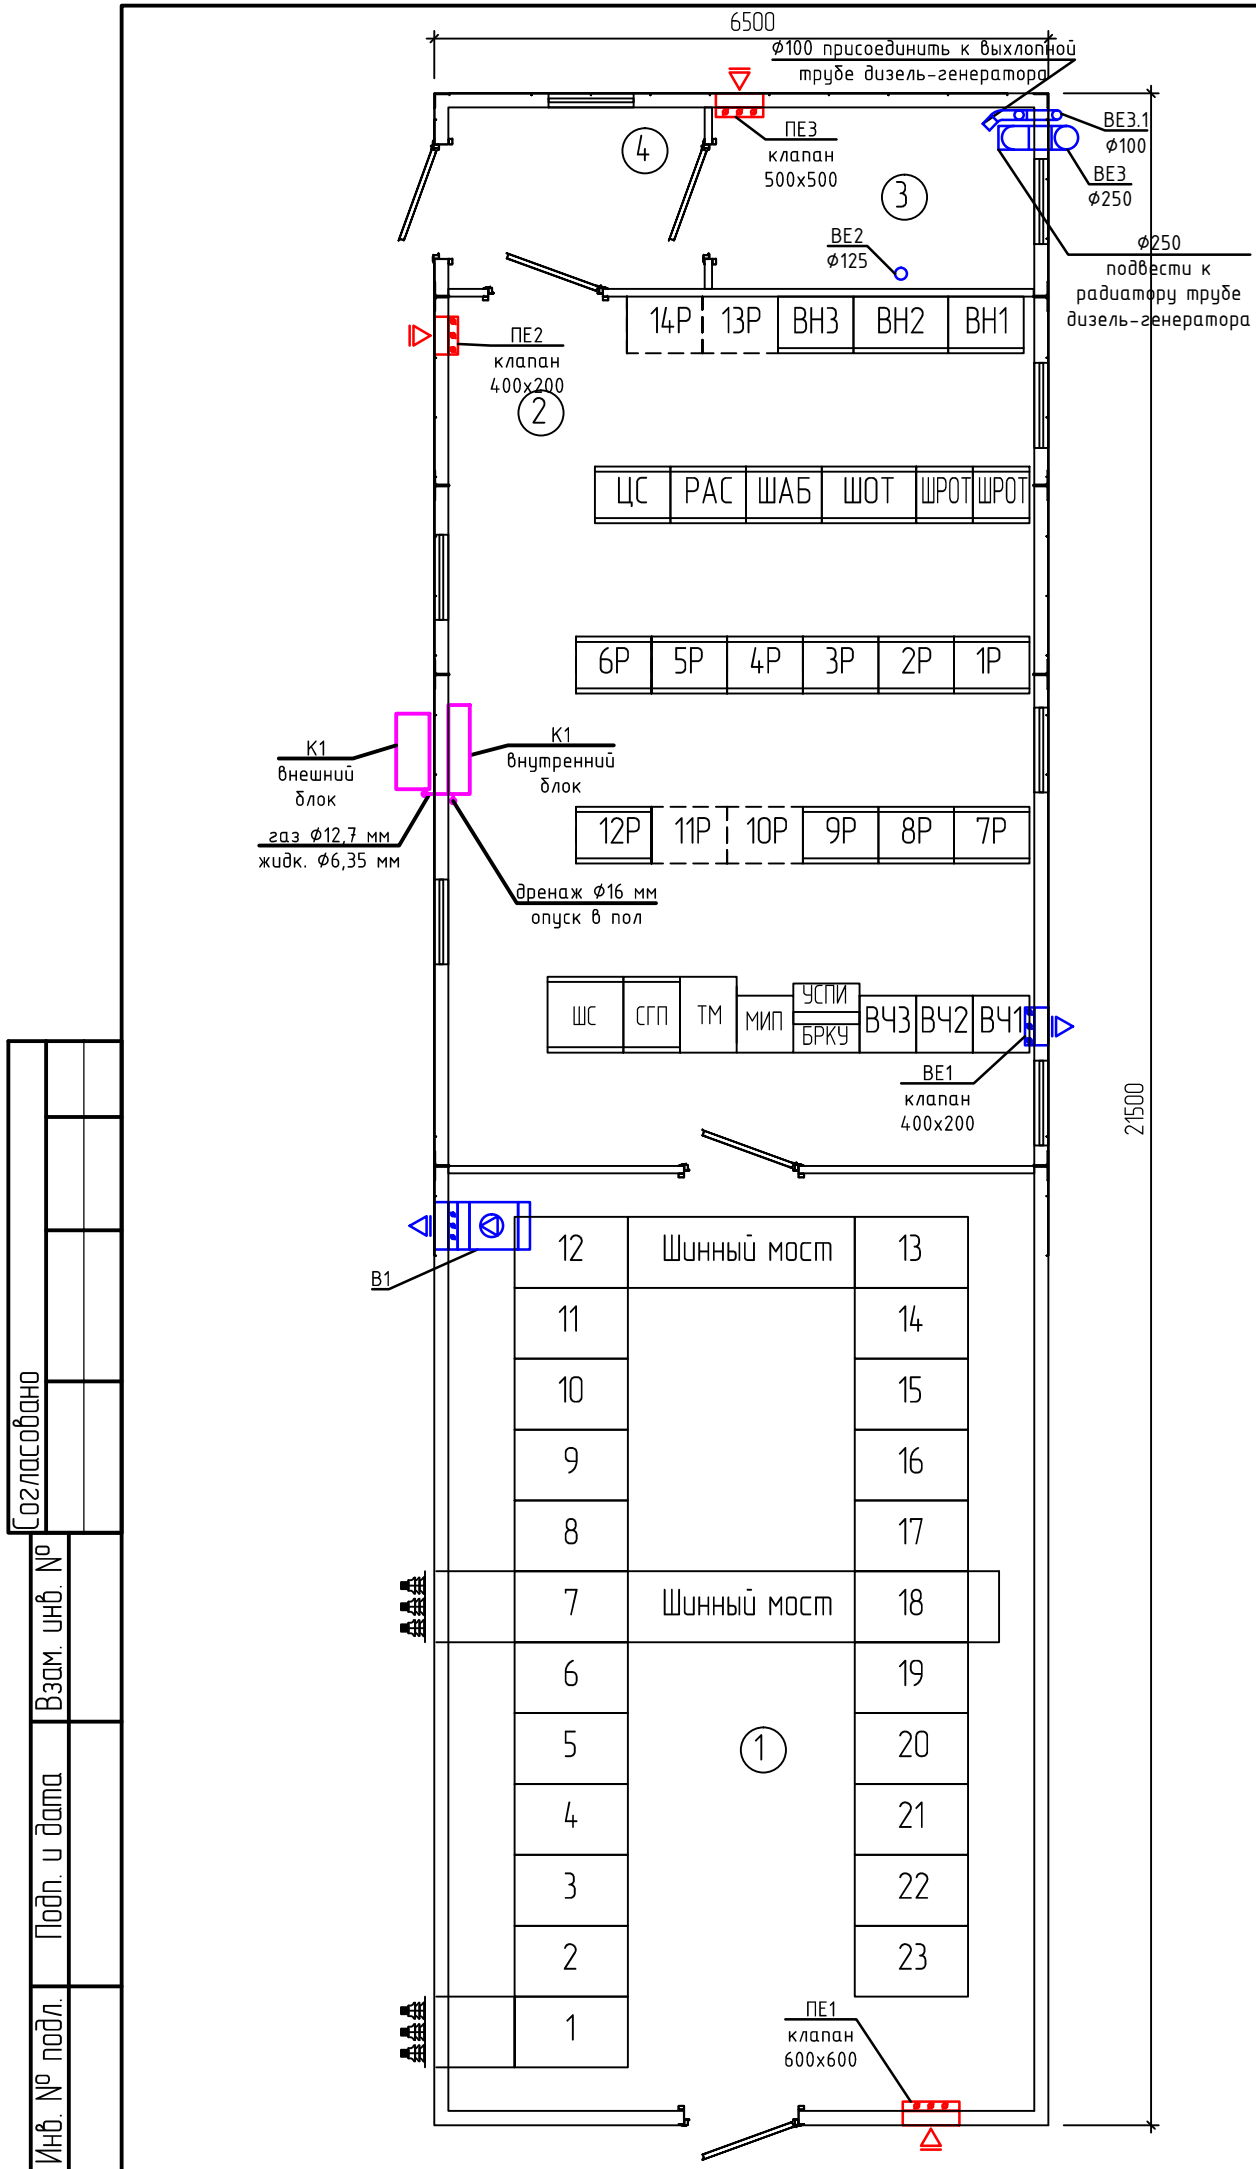 6500
Ф100 присоединить к выхлопной
трубе дизель-генератора
ПЕ3
клапан
500х500
ВЕ3.1
Ф100
ВЕ3
Ф250
4
3
ВЕ2
Ф125
Ф250
подвести к
радиатору трубе
дизель-генератора
14Р 13Р ВН3 ВН2 ВН1
ПЕ2
клапан
400х200
2
ЦС РАС ШАБ ШОТ ШРОТ ШРОТ
6Р 5Р 4Р 3Р 2Р 1Р
К1
внешний
блок
К1
внутренний
блок
газ Ф12,7 мм
жидк. Ф6,35 мм
12Р 11Р 10Р 9Р 8Р 7Р
дренаж Ф16 мм
опуск в пол
ШС СГП ТМ МИП УСПИ БРКУ ВЧ3 ВЧ2 ВЧ1
ВЕ1
клапан
400х200
21500
В1
12 Шинный мост 13
11 14
10 15
9 16
8 17
7 Шинный мост 18
6 19
5 1 20
4 21
3 22
2 23
1
ПЕ1
клапан
600х600
Согласовано
Взам. инв. №
Подп. и дата
Инв. № подл.